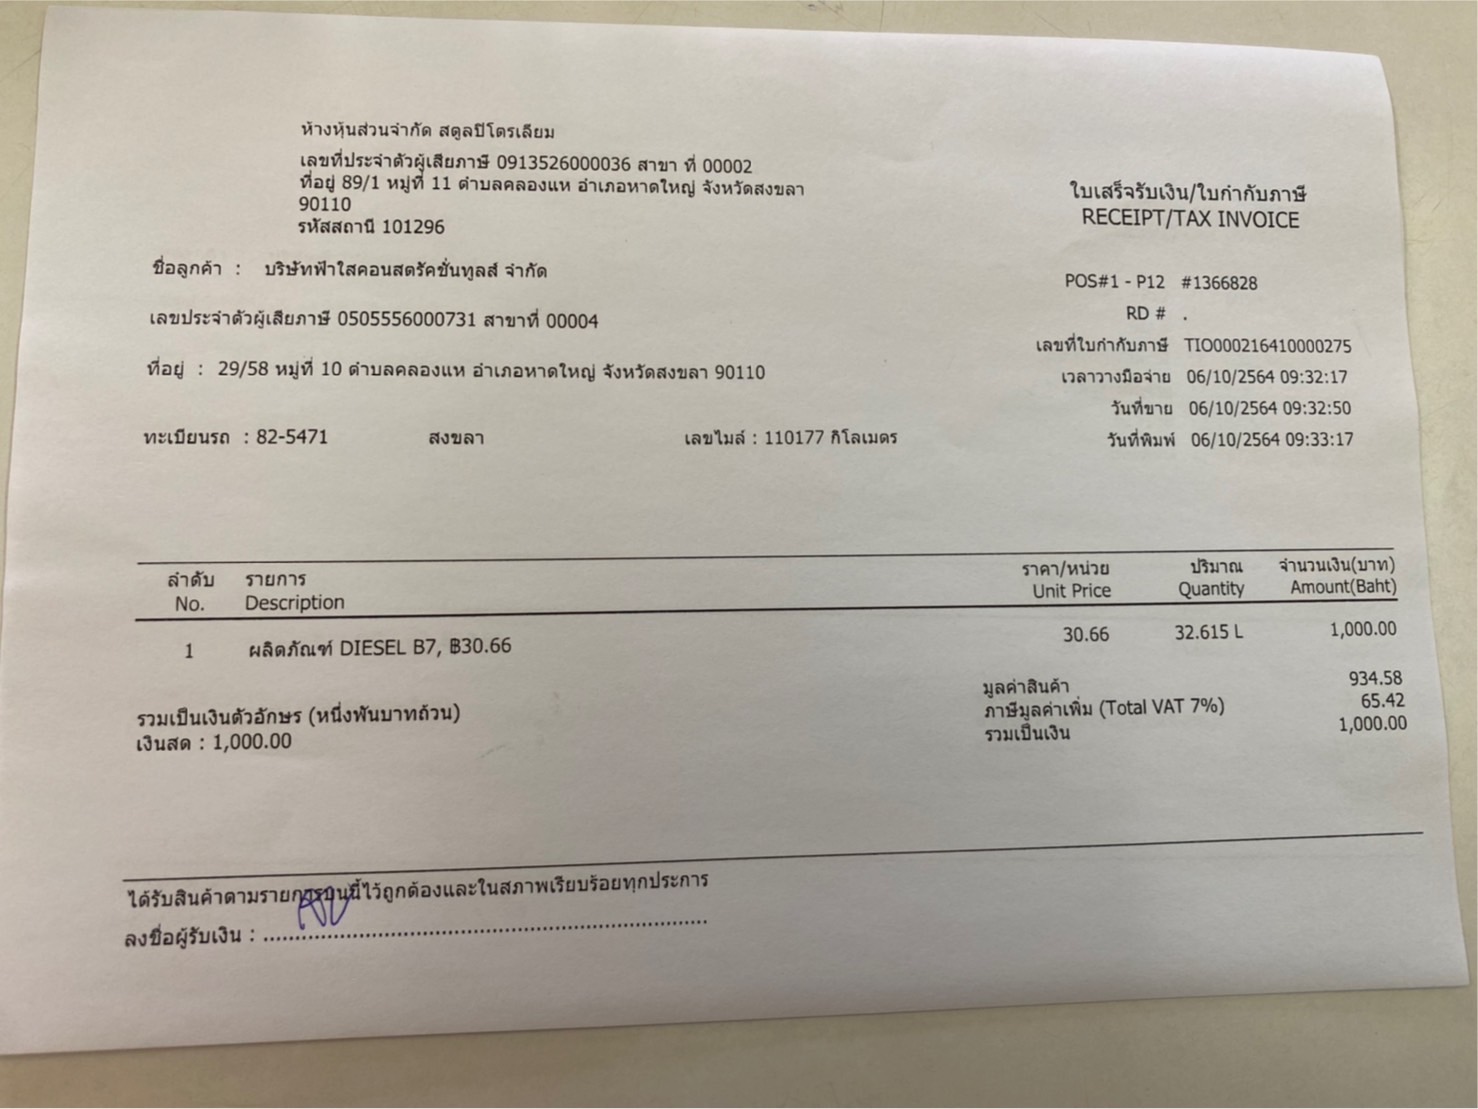 ห้างหุ้นส่วนจำกัด สตูลปิโตรเลียม
เลขที่ประจำตัวผู้เสียภาษี 0913526000036 สาขา ที่ 00002
ที่อยู่ 89/1 หมู่ที่ 11 ตำบลคลองแห อำเภอหาดใหญ่ จังหวัดสงขลา
90110
รหัสสถานี 101296
ใบเสร็จรับเงิน/ใบกำกับภาษี
RECEIPT/TAX INVOICE
ชื่อลูกค้า : บริษัทฟ้าใสคอนสตรัคชั่นทูลส์ จำกัด
เลขประจำตัวผู้เสียภาษี 0505556000731 สาขาที่ 00004
ที่อยู่ : 29/58 หมู่ที่ 10 ตำบลคลองแห อำเภอหาดใหญ่ จังหวัดสงขลา 90110
ทะเบียนรถ : 82-5471 สงขลา เลขไมล์ : 110177 กิโลเมตร
POS#1 - P12 #1366828
RD # .
เลขที่ใบกำกับภาษี TIO000216410000275
เวลาวางมือจ่าย 06/10/2564 09:32:17
วันที่ขาย 06/10/2564 09:32:50
วันที่พิมพ์ 06/10/2564 09:33:17
ลำดับ รายการ ราคา/หน่วย ปริมาณ จำนวนเงิน(บาท)
No. Description Unit Price Quantity Amount(Baht)
1 ผลิตภัณฑ์ DIESEL B7, ฿30.66 30.66 32.615 L 1,000.00
มูลค่าสินค้า 934.58
ภาษีมูลค่าเพิ่ม (Total VAT 7%) 65.42
รวมเป็นเงิน 1,000.00
รวมเป็นเงินตัวอักษร (หนึ่งพันบาทถ้วน)
เงินสด : 1,000.00
ได้รับสินค้าตามรายการบนนี้ไว้ถูกต้องและในสภาพเรียบร้อยทุกประการ
ลงชื่อผู้รับเงิน : ........................................................................